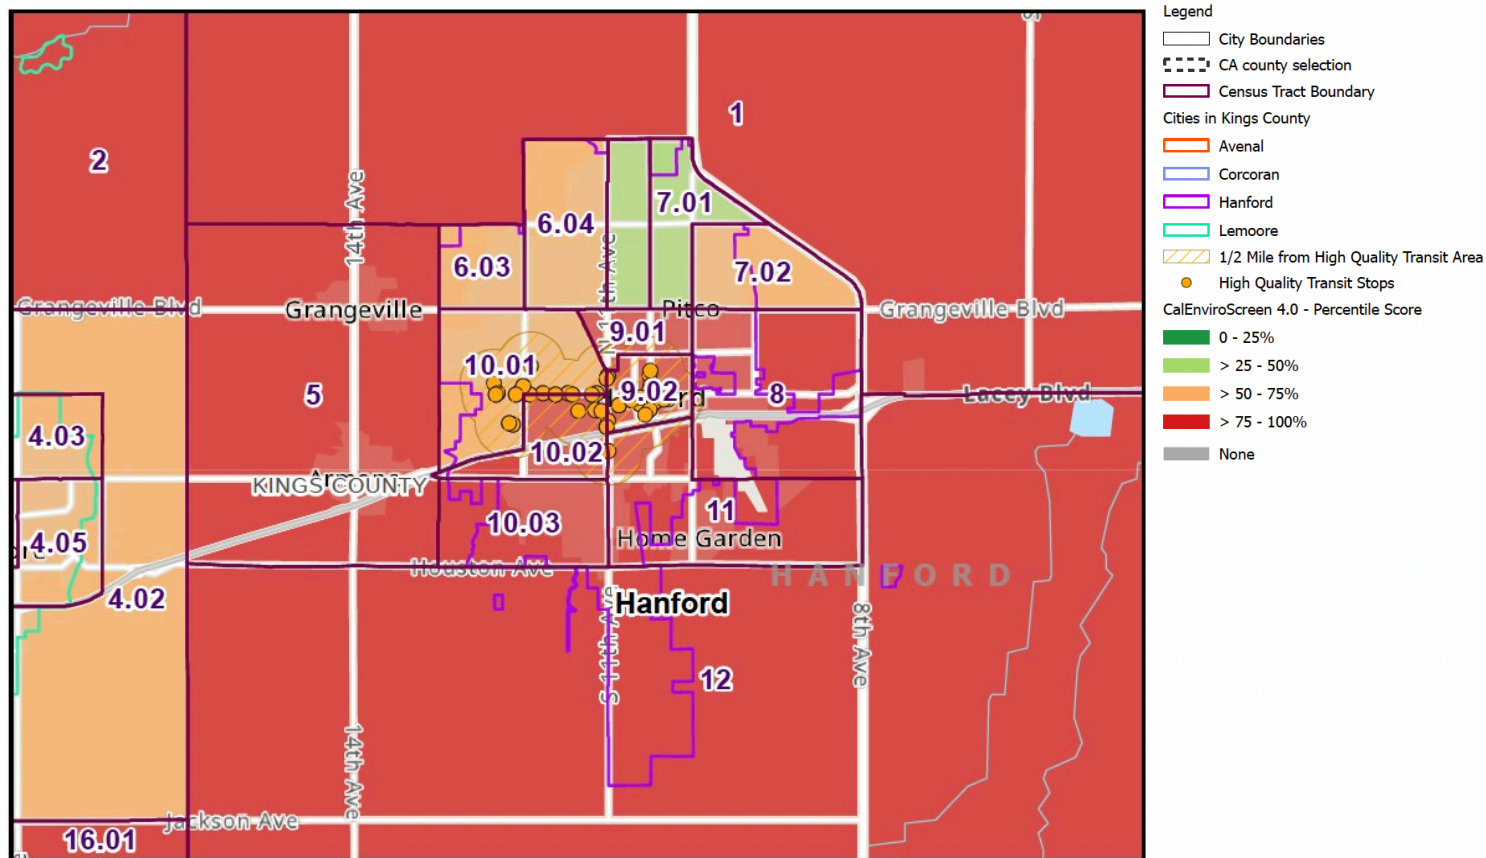 1
2
14th Ave
6.04
7.01
N 11th Ave
6.03
7.02
Grangeville Blvd
Grangeville
Pitco
Grangeville Blvd
9.01
10.01
5
9.02
8
Lacey Blvd
4.03
10.02
Armona
KINGS COUNTY
11
10.03
4.05
Home Garden
Houston Ave
HANFORD
4.02
Hanford
S 11th Ave
8th Ave
12
14th Ave
Jackson Ave
16.01
Legend
City Boundaries
CA county selection
Census Tract Boundary
Cities in Kings County
Avenal
Corcoran
Hanford
Lemoore
1/2 Mile from High Quality Transit Area
High Quality Transit Stops
CalEnviroScreen 4.0 - Percentile Score
0 - 25%
> 25 - 50%
> 50 - 75%
> 75 - 100%
None